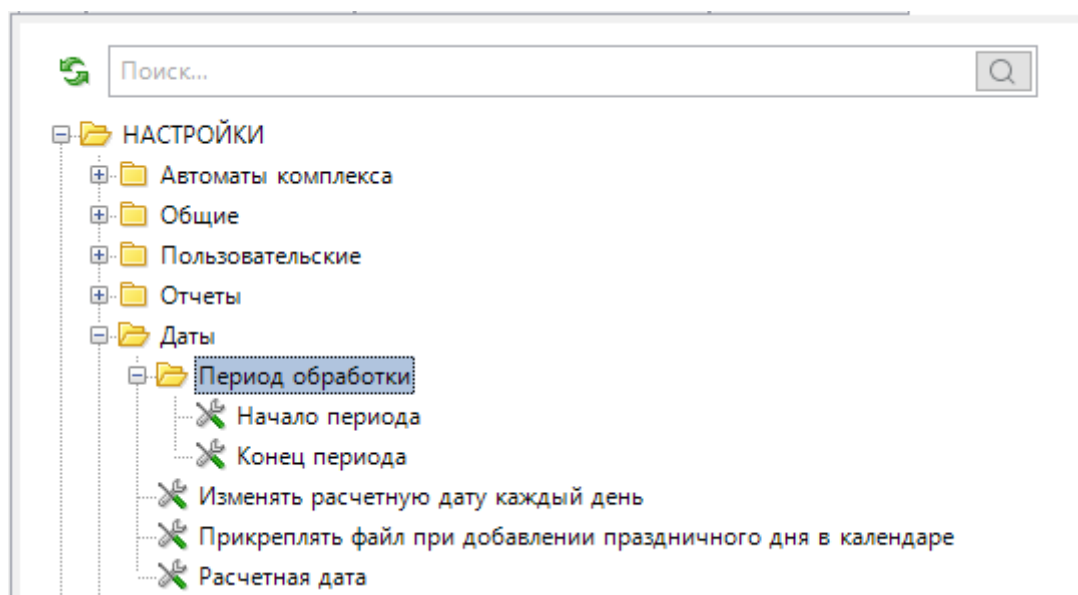 Поиск...
НАСТРОЙКИ
Автоматы комплекса
Общие
Пользовательские
Отчеты
Даты
Период обработки
Начало периода
Конец периода
Изменять расчетную дату каждый день
Прикреплять файл при добавлении праздничного дня в календаре
Расчетная дата